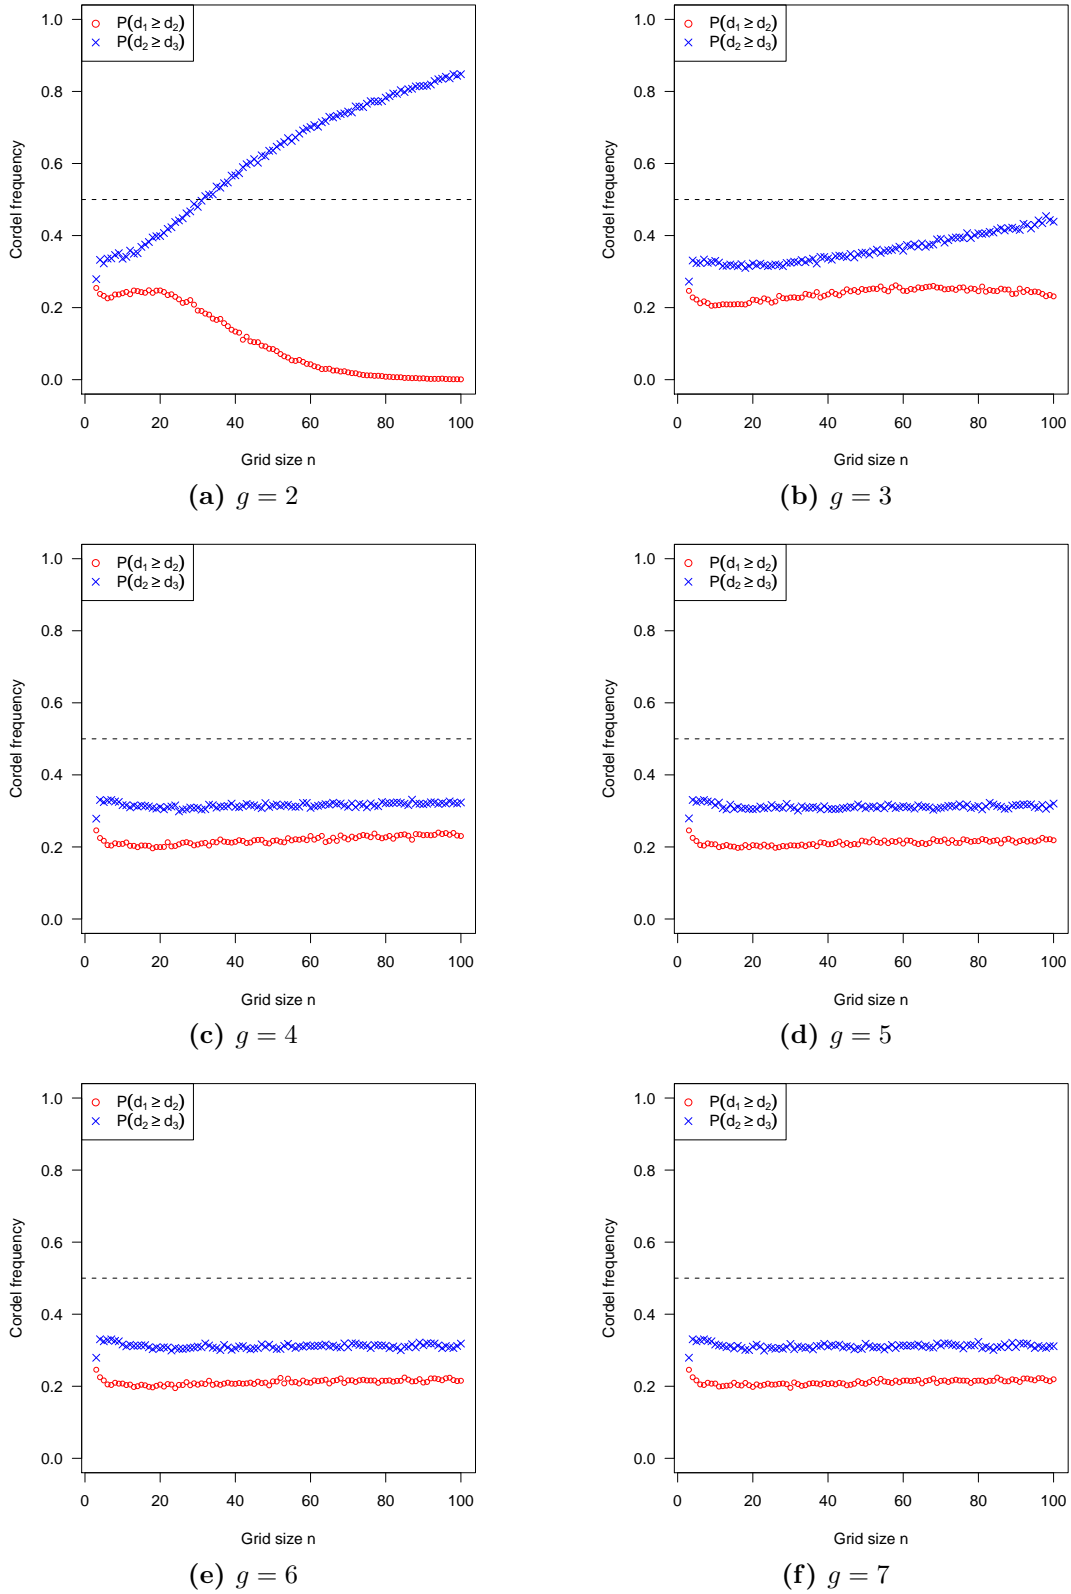 P(d₁ ≥ d₂)
P(d₂ ≥ d₃)
Cordel frequency
1.0
0.8
0.6
0.4
0.2
0.0
0 20 40 60 80 100
Grid size n
(a) g = 2
P(d₁ ≥ d₂)
P(d₂ ≥ d₃)
Cordel frequency
1.0
0.8
0.6
0.4
0.2
0.0
0 20 40 60 80 100
Grid size n
(b) g = 3
P(d₁ ≥ d₂)
P(d₂ ≥ d₃)
Cordel frequency
1.0
0.8
0.6
0.4
0.2
0.0
0 20 40 60 80 100
Grid size n
(c) g = 4
P(d₁ ≥ d₂)
P(d₂ ≥ d₃)
Cordel frequency
1.0
0.8
0.6
0.4
0.2
0.0
0 20 40 60 80 100
Grid size n
(d) g = 5
P(d₁ ≥ d₂)
P(d₂ ≥ d₃)
Cordel frequency
1.0
0.8
0.6
0.4
0.2
0.0
0 20 40 60 80 100
Grid size n
(e) g = 6
P(d₁ ≥ d₂)
P(d₂ ≥ d₃)
Cordel frequency
1.0
0.8
0.6
0.4
0.2
0.0
0 20 40 60 80 100
Grid size n
(f) g = 7